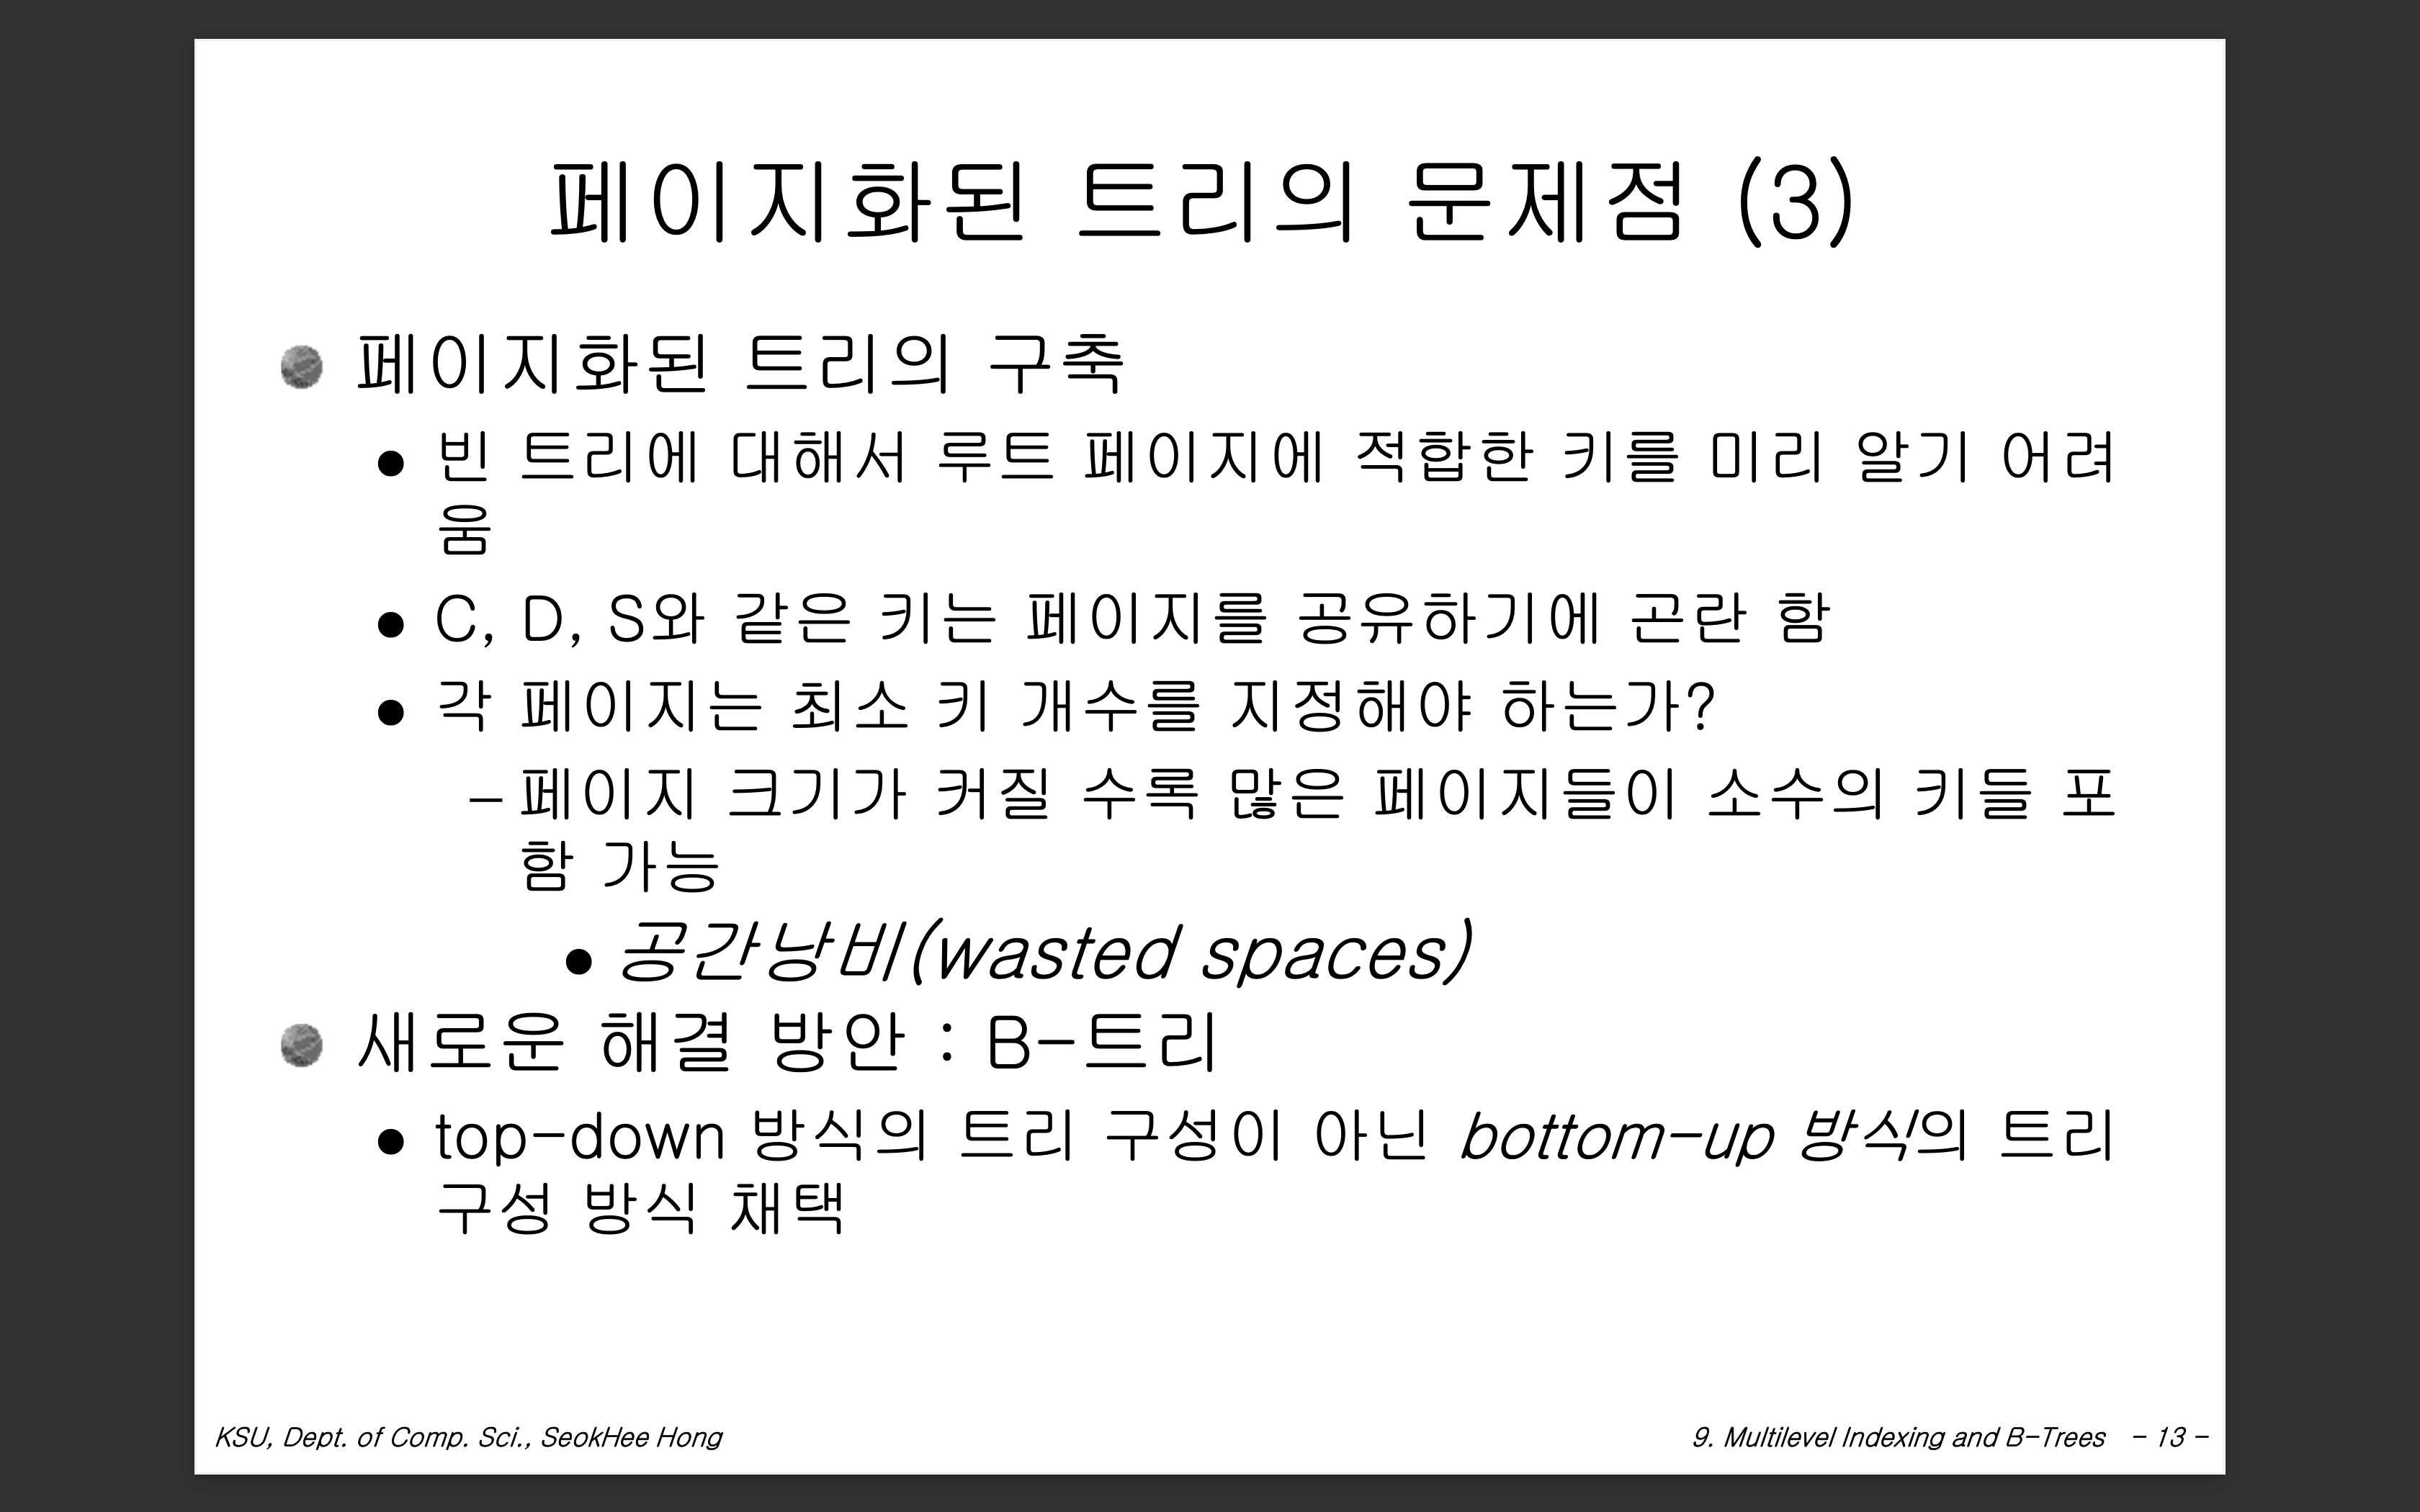 페이지화된 트리의 문제점 (3)
페이지화된 트리의 구축
● 빈 트리에 대해서 루트 페이지에 적합한 키를 미리 알기 어려
움
● C, D, S와 같은 키는 페이지를 공유하기에 곤란 함
● 각 페이지는 최소 키 개수를 지정해야 하는가?
– 페이지 크기가 커질 수록 많은 페이지들이 소수의 키들 포
함 가능
● 공간낭비(wasted spaces)
새로운 해결 방안 : B-트리
● top-down 방식의 트리 구성이 아닌 bottom-up 방식의 트리
구성 방식 채택
KSU, Dept. of Comp. Sci., SeokHee Hong
9. Multilevel Indexing and B-Trees - 13 -